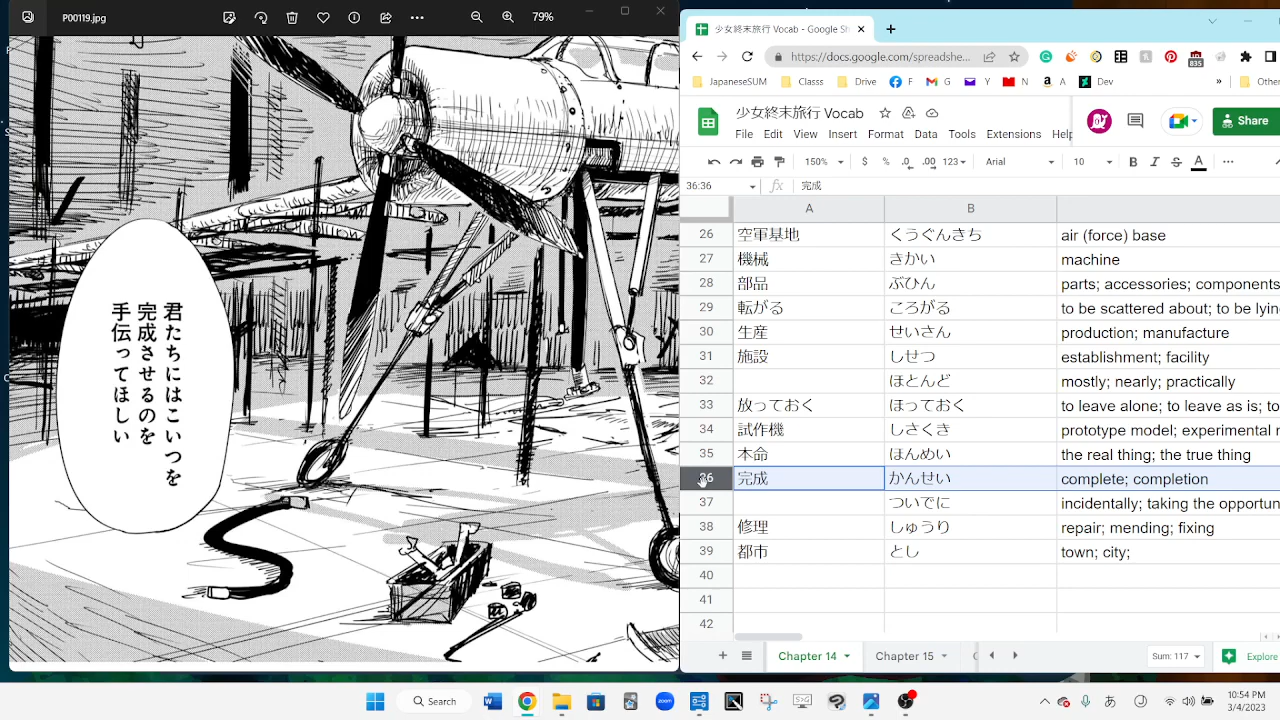 P00119.jpg
79%
君たちにはこいつを
完成させるのを
手伝ってほしい
少女終末旅行 Vocab - Google Sh
https://docs.google.com/spreadshe...
835
JapaneseSUM
Classs
Drive
F
G
Y
N
A
Dev
»
Other
少女終末旅行 Vocab
File Edit View Insert Format Data Tools Extensions Help
Share
150% $ % .0 .00 123 Arial 10 B I S A
36:36 fx 完成
A B
26 空軍基地 くうぐんきち air (force) base
27 機械 きかい machine
28 部品 ぶひん parts; accessories; components
29 転がる ころがる to be scattered about; to be lying
30 生産 せいさん production; manufacture
31 施設 しせつ establishment; facility
32 ほとんど mostly; nearly; practically
33 放っておく ほっておく to leave alone; to leave as is; to
34 試作機 しさくき prototype model; experimental m
35 本命 ほんめい the real thing; the true thing
36 完成 かんせい complete; completion
37 ついでに incidentally; taking the opportun
38 修理 しゅうり repair; mending; fixing
39 都市 とし town; city;
40
41
42
Chapter 14 Chapter 15 Sum: 117 Explore
Search
zoom
あ
10:54 PM
3/4/2023